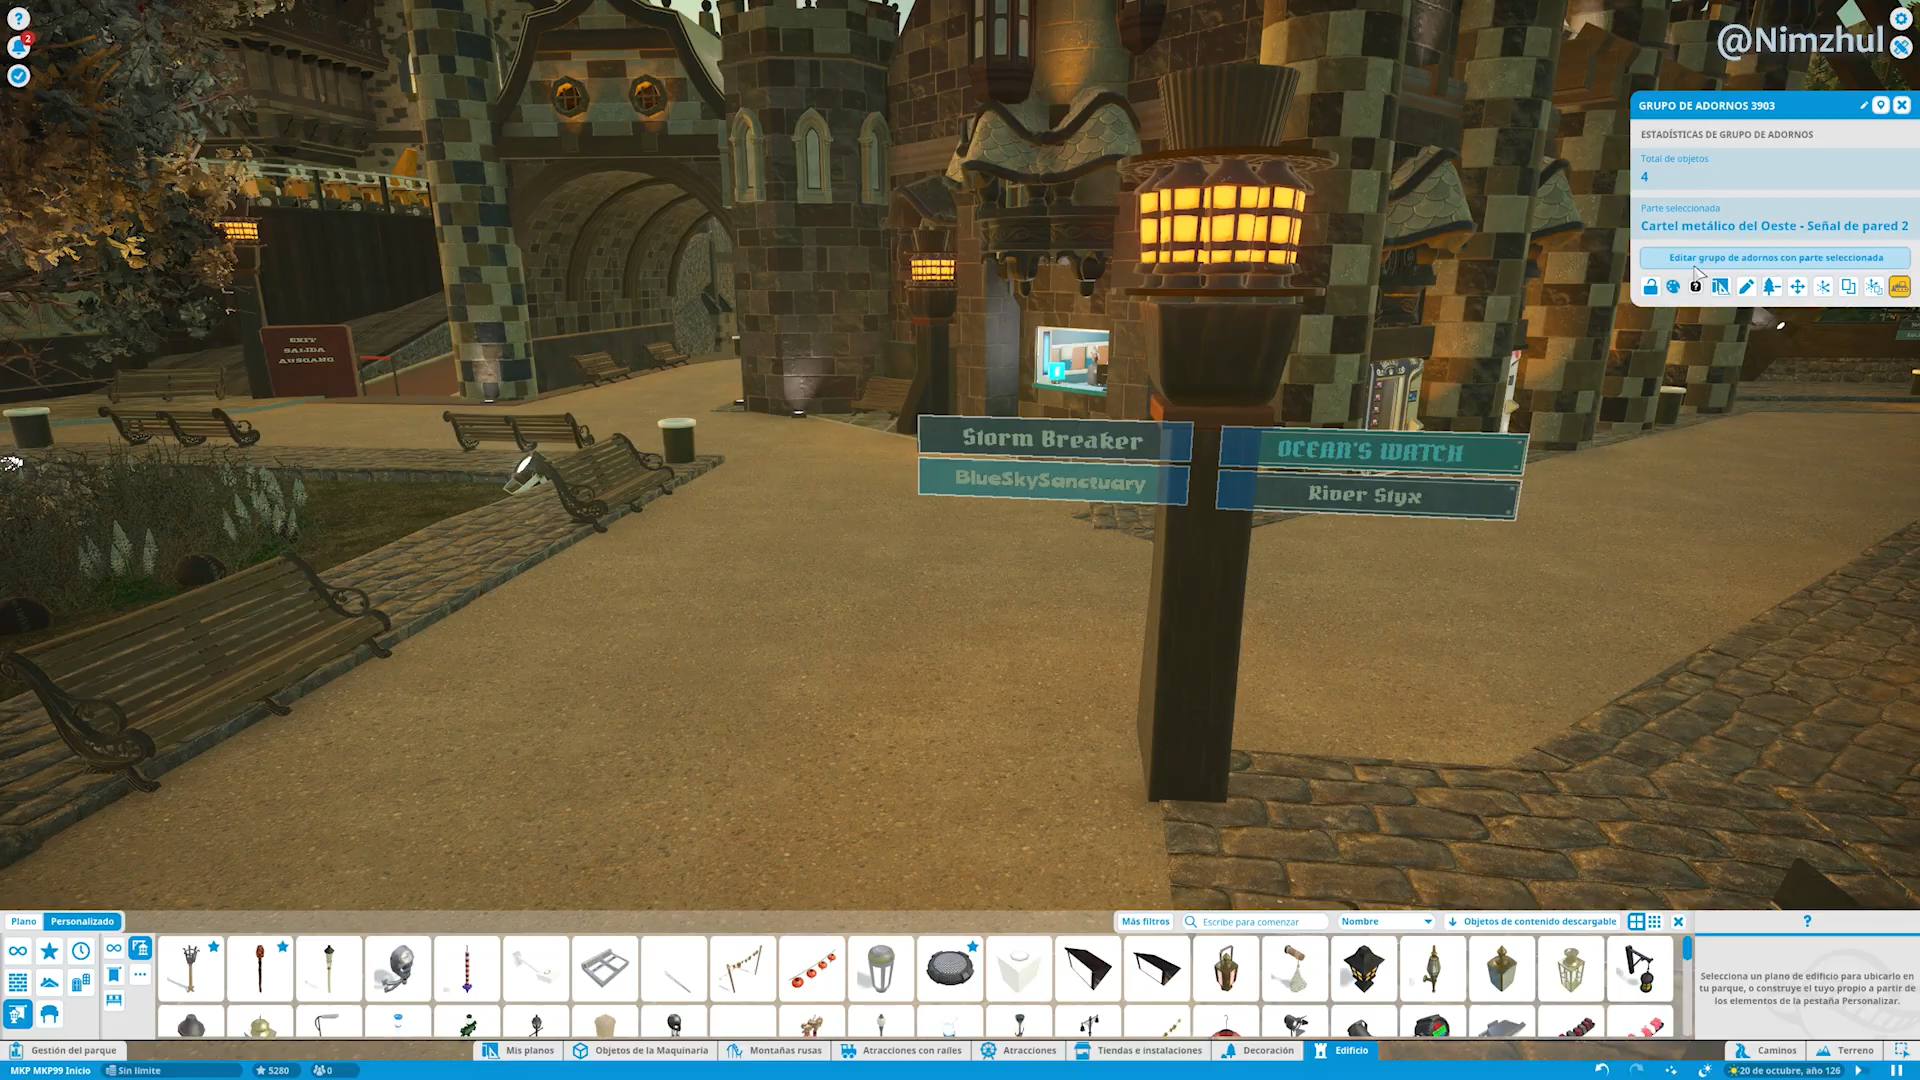 2
@Nimzhul
GRUPO DE ADORNOS 3903
ESTADÍSTICAS DE GRUPO DE ADORNOS
Total de objetos
4
Parte seleccionada
Cartel metálico del Oeste - Señal de pared 2
Editar grupo de adornos con parte seleccionada
EXIT
SALIDA
AUSGANG
Storm Breaker
BlueSkySanctuary
OCEAN'S WATCH
River Styx
Plano
Personalizado
Más filtros
Escribe para comenzar
Nombre
Objetos de contenido descargable
Selecciona un plano de edificio para ubicarlo en
tu parque, o construye el tuyo propio a partir de
los elementos de la pestaña Personalizar.
Gestión del parque
Mis planos
Objetos de la Maquinaria
Montañas rusas
Atracciones con raíles
Atracciones
Tiendas e instalaciones
Decoración
Edificio
Caminos
Terreno
MKP MKP99 Inicio
Sin límite
5280
0
20 de octubre, año 126